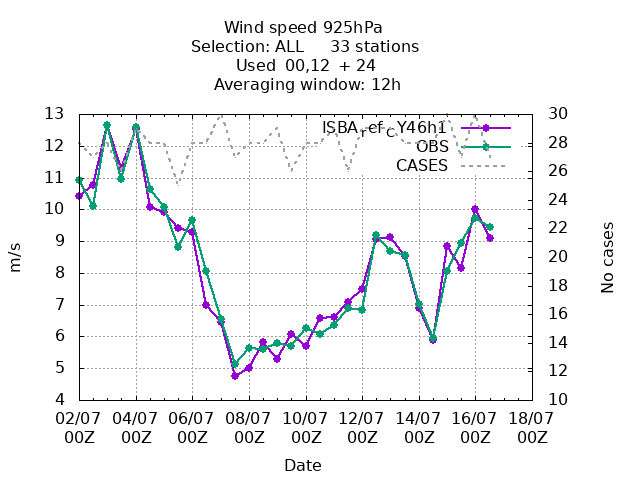 Wind speed 925hPa
Selection: ALL 33 stations
Used 00,12 + 24
Averaging window: 12h
ISBA_cf_Y46h1
OBS
CASES
m/s
13
12
11
10
9
8
7
6
5
4
30
28
26
24
22
20
18
16
14
12
10
No cases
02/07 04/07 06/07 08/07 10/07 12/07 14/07 16/07 18/07
00Z 00Z 00Z 00Z 00Z 00Z 00Z 00Z 00Z
Date